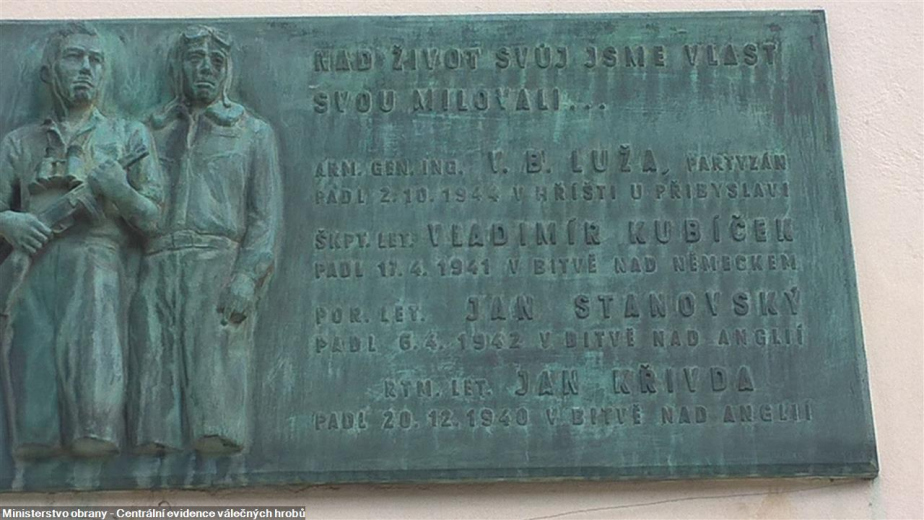 NAD ŽIVOT SVŮJ JSME VLAST
SVOU MILOVALI...
ARM. GEN. ING. V. B. LUŽA, PARTYZÁN
PADL 2.10.1944 V HŘIŠTI U PŘIBYSLAVI
ŠKPT. LET. VLADIMÍR KUBÍČEK
PADL 17.4.1941 V BITVĚ NAD NĚMECKEM
POR. LET. JAN STANOVSKÝ
PADL 6.4.1942 V BITVĚ NAD ANGLIÍ
RTM. LET. JAN KŘIVDA
PADL 20.12.1940 V BITVĚ NAD ANGLIÍ
Ministerstvo obrany - Centrální evidence válečných hrobů